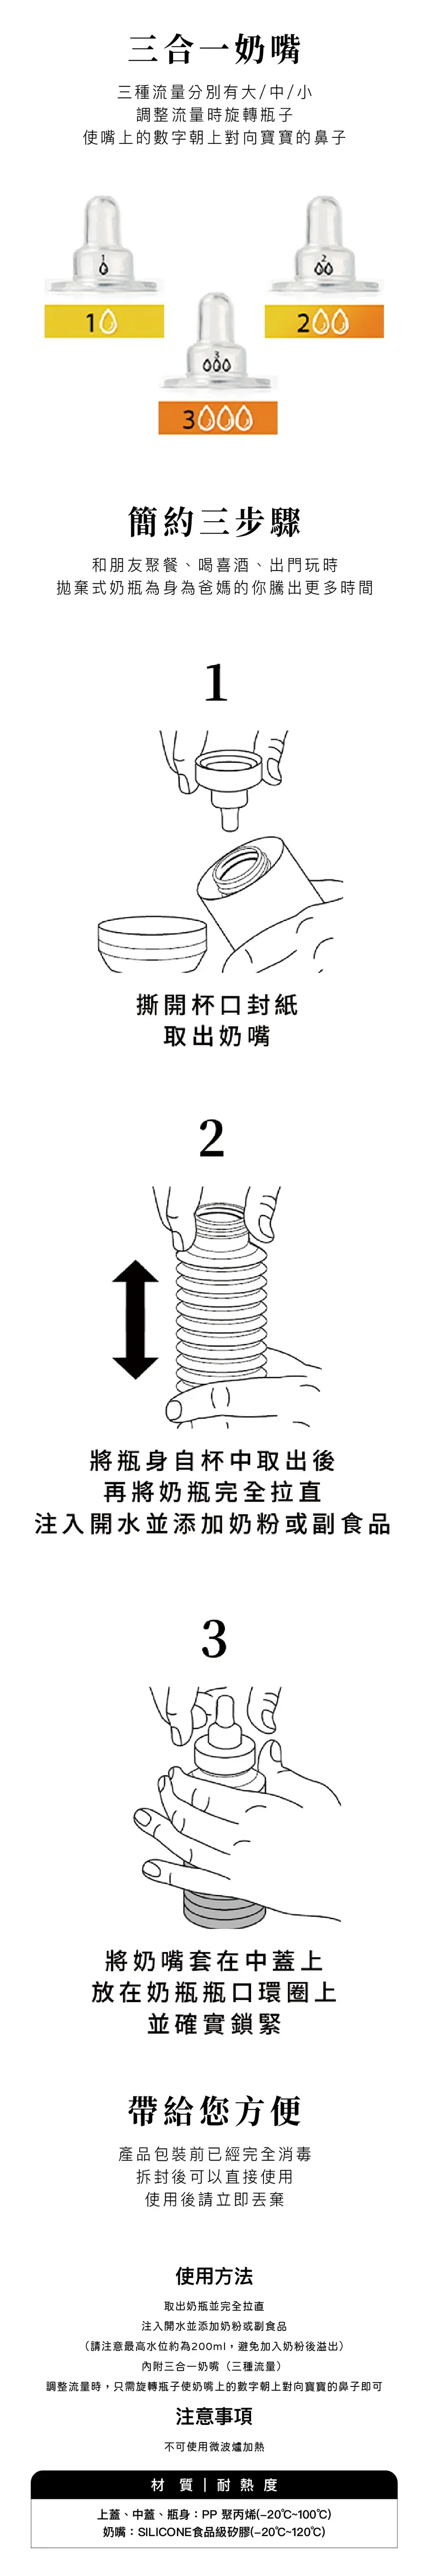 三合一奶嘴
三種流量分別有大/中/小
調整流量時旋轉瓶子
使嘴上的數字朝上對向寶寶的鼻子
1
2
1
2
3
3
簡約三步驟
和朋友聚餐、喝喜酒、出門玩時
拋棄式奶瓶為身為爸媽的你騰出更多時間
1
撕開杯口封紙
取出奶嘴
2
將瓶身自杯中取出後
再將奶瓶完全拉直
注入開水並添加奶粉或副食品
3
將奶嘴套在中蓋上
放在奶瓶瓶口環圈上
並確實鎖緊
帶給您方便
產品包裝前已經完全消毒
拆封後可以直接使用
使用後請立即丟棄
使用方法
取出奶瓶並完全拉直
注入開水並添加奶粉或副食品
（請注意最高水位約為200ml，避免加入奶粉後溢出）
內附三合一奶嘴（三種流量）
調整流量時，只需旋轉瓶子使奶嘴上的數字朝上對向寶寶的鼻子即可
注意事項
不可使用微波爐加熱
材 質｜耐熱度
上蓋、中蓋、瓶身：PP 聚丙烯(-20℃~100℃)
奶嘴：SILICONE食品級矽膠(-20℃~120℃)